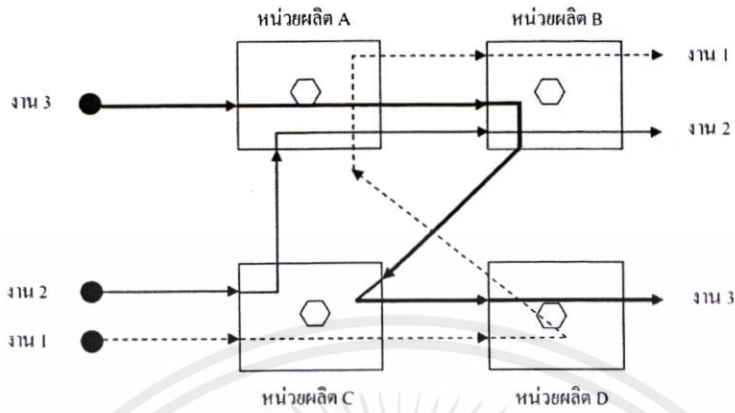 หน่วยผลิต A
หน่วยผลิต B
งาน 1
งาน 3
งาน 2
งาน 2
งาน 3
งาน 1
หน่วยผลิต C
หน่วยผลิต D